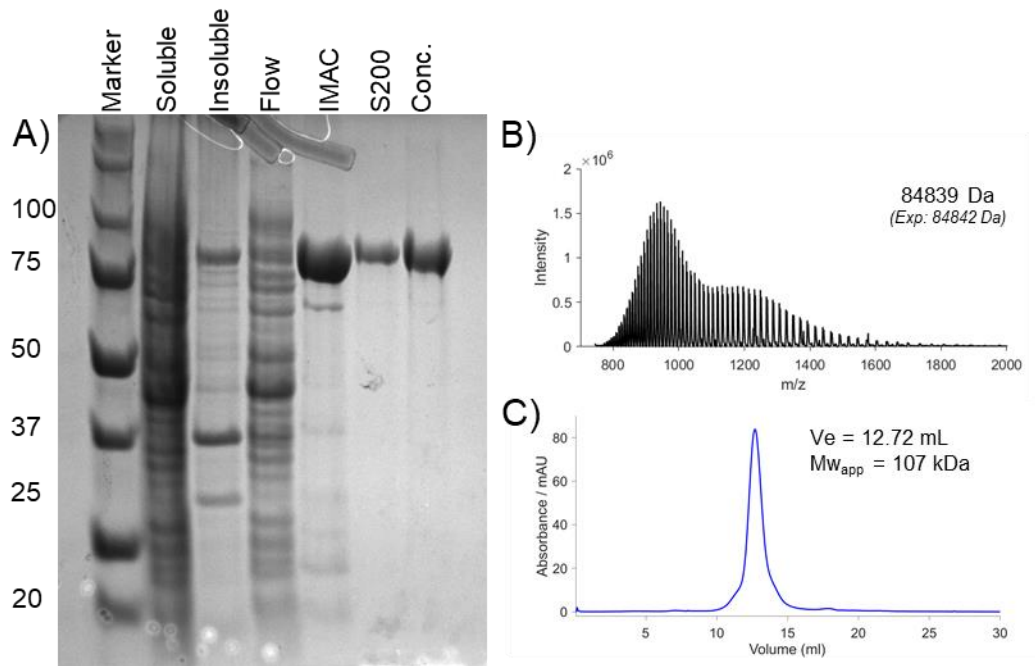 Marker
Soluble
Insoluble
Flow
IMAC
S200
Conc.
A)
100
75
50
37
25
20
B)
×10⁶
2
1.5
1
0.5
0
Intensity
800 1000 1200 1400 1600 1800 2000
m/z
84839 Da
(Exp: 84842 Da)
C)
80
60
40
20
0
Absorbance / mAU
5 10 15 20 25 30
Volume (ml)
Ve = 12.72 mL
Mwapp = 107 kDa